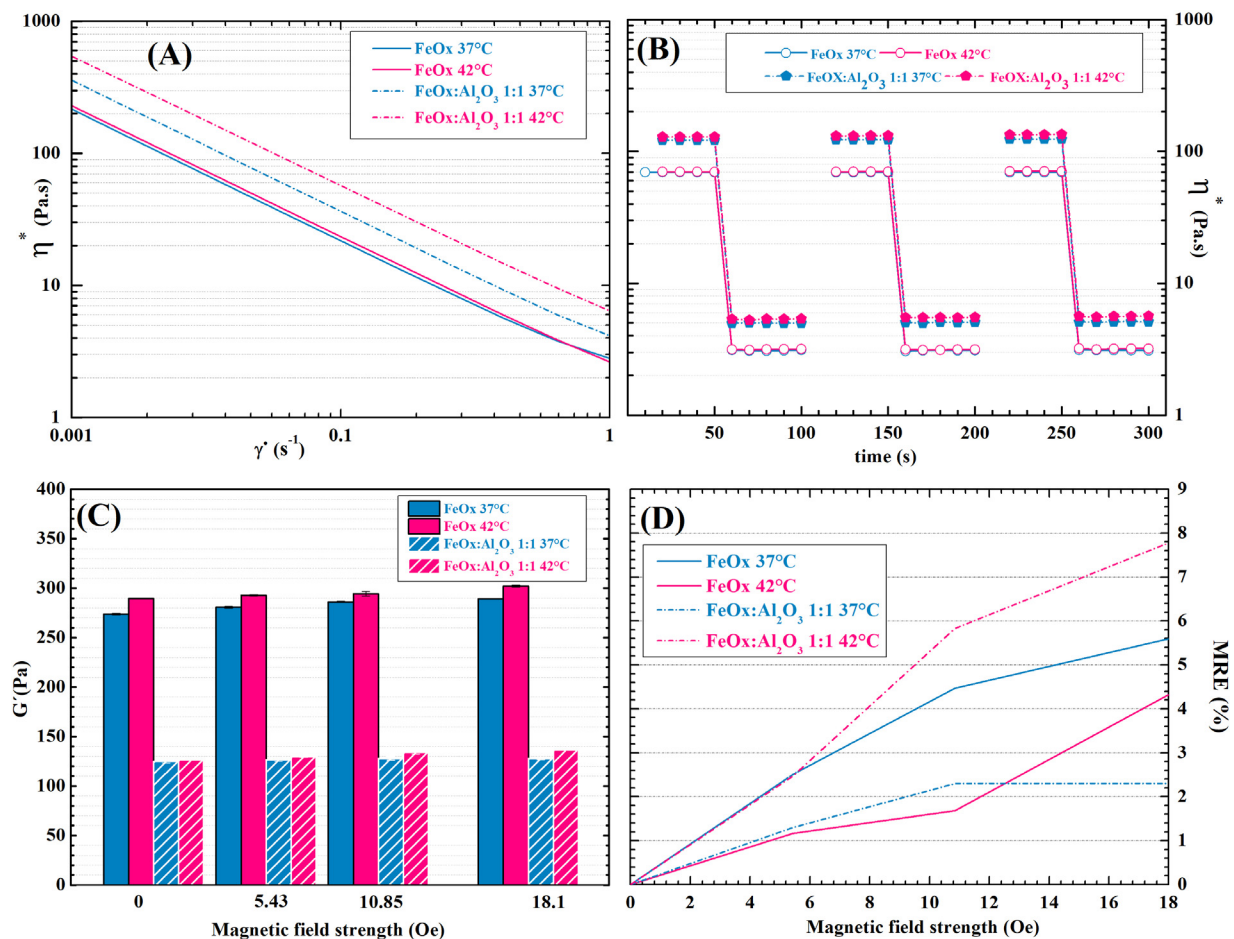 (A)
FeOx 37°C
FeOx 42°C
FeOx:Al₂O₃ 1:1 37°C
FeOx:Al₂O₃ 1:1 42°C
1000
100
10
1
η* (Pa.s)
0.001
0.1
1
γ˙ (s⁻¹)
(B)
FeOx 37°C FeOx 42°C
FeOX:Al₂O₃ 1:1 37°C FeOX:Al₂O₃ 1:1 42°C
1000
100
10
1
η* (Pa.s)
50 100 150 200 250 300
time (s)
(C)
FeOx 37°C
FeOx 42°C
FeOx:Al₂O₃ 1:1 37°C
FeOx:Al₂O₃ 1:1 42°C
400
350
300
250
200
150
100
50
0
G´(Pa)
0 5.43 10.85 18.1
Magnetic field strength (Oe)
(D)
FeOx 37°C
FeOx 42°C
FeOx:Al₂O₃ 1:1 37°C
FeOx:Al₂O₃ 1:1 42°C
9
8
7
6
5
4
3
2
1
0
MRE (%)
0 2 4 6 8 10 12 14 16 18
Magnetic field strength (Oe)